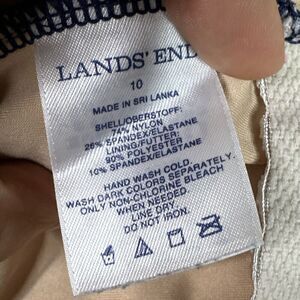 LANDS' END
10
MADE IN SRI LANKA
SHELL/OBERSTOFF:
74% NYLON
26% SPANDEX/ELASTANE
LINING/FUTTER:
90% POLYESTER
10% SPANDEX/ELASTANE
HAND WASH COLD.
WASH DARK COLORS SEPARATELY.
ONLY NON-CHLORINE BLEACH
WHEN NEEDED.
LINE DRY.
DO NOT IRON.